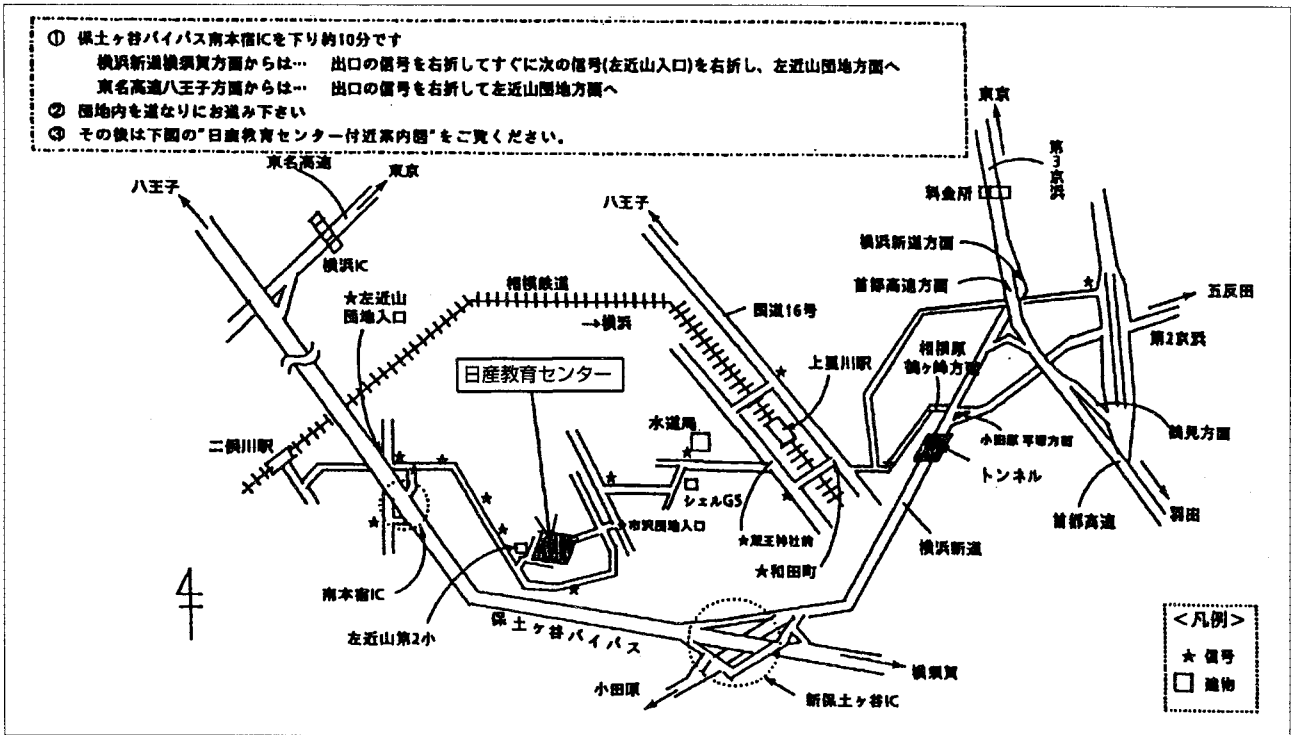 ① 保土ヶ谷バイパス南本宿ICを下り約10分です
横浜新道横須賀方面からは… 出口の信号を右折してすぐに次の信号(左近山入口)を右折し、左近山団地方面へ
東名高速八王子方面からは… 出口の信号を右折して左近山団地方面へ
② 団地内を道なりにお進み下さい
③ その後は下図の"日産教育センター付近案内図"をご覧ください。
東京
第3京浜
料金所
東名高速
東京
八王子
横浜IC
八王子
横浜新道方面
首都高速方面
五反田
第2京浜
★左近山
団地入口
相模鉄道
→横浜
国道16号
上星川駅
相模原
鶴ヶ峰方面
日産教育センター
水道局
二俣川駅
シェルGS
小田原 平塚方面
鶴見方面
トンネル
首都高速
羽田
★市沢団地入口
★蔵王神社前
★和田町
横浜新道
南本宿IC
左近山第2小
保土ヶ谷バイパス
小田原
横須賀
新保土ヶ谷IC
＜凡例＞
★ 信号
□ 建物